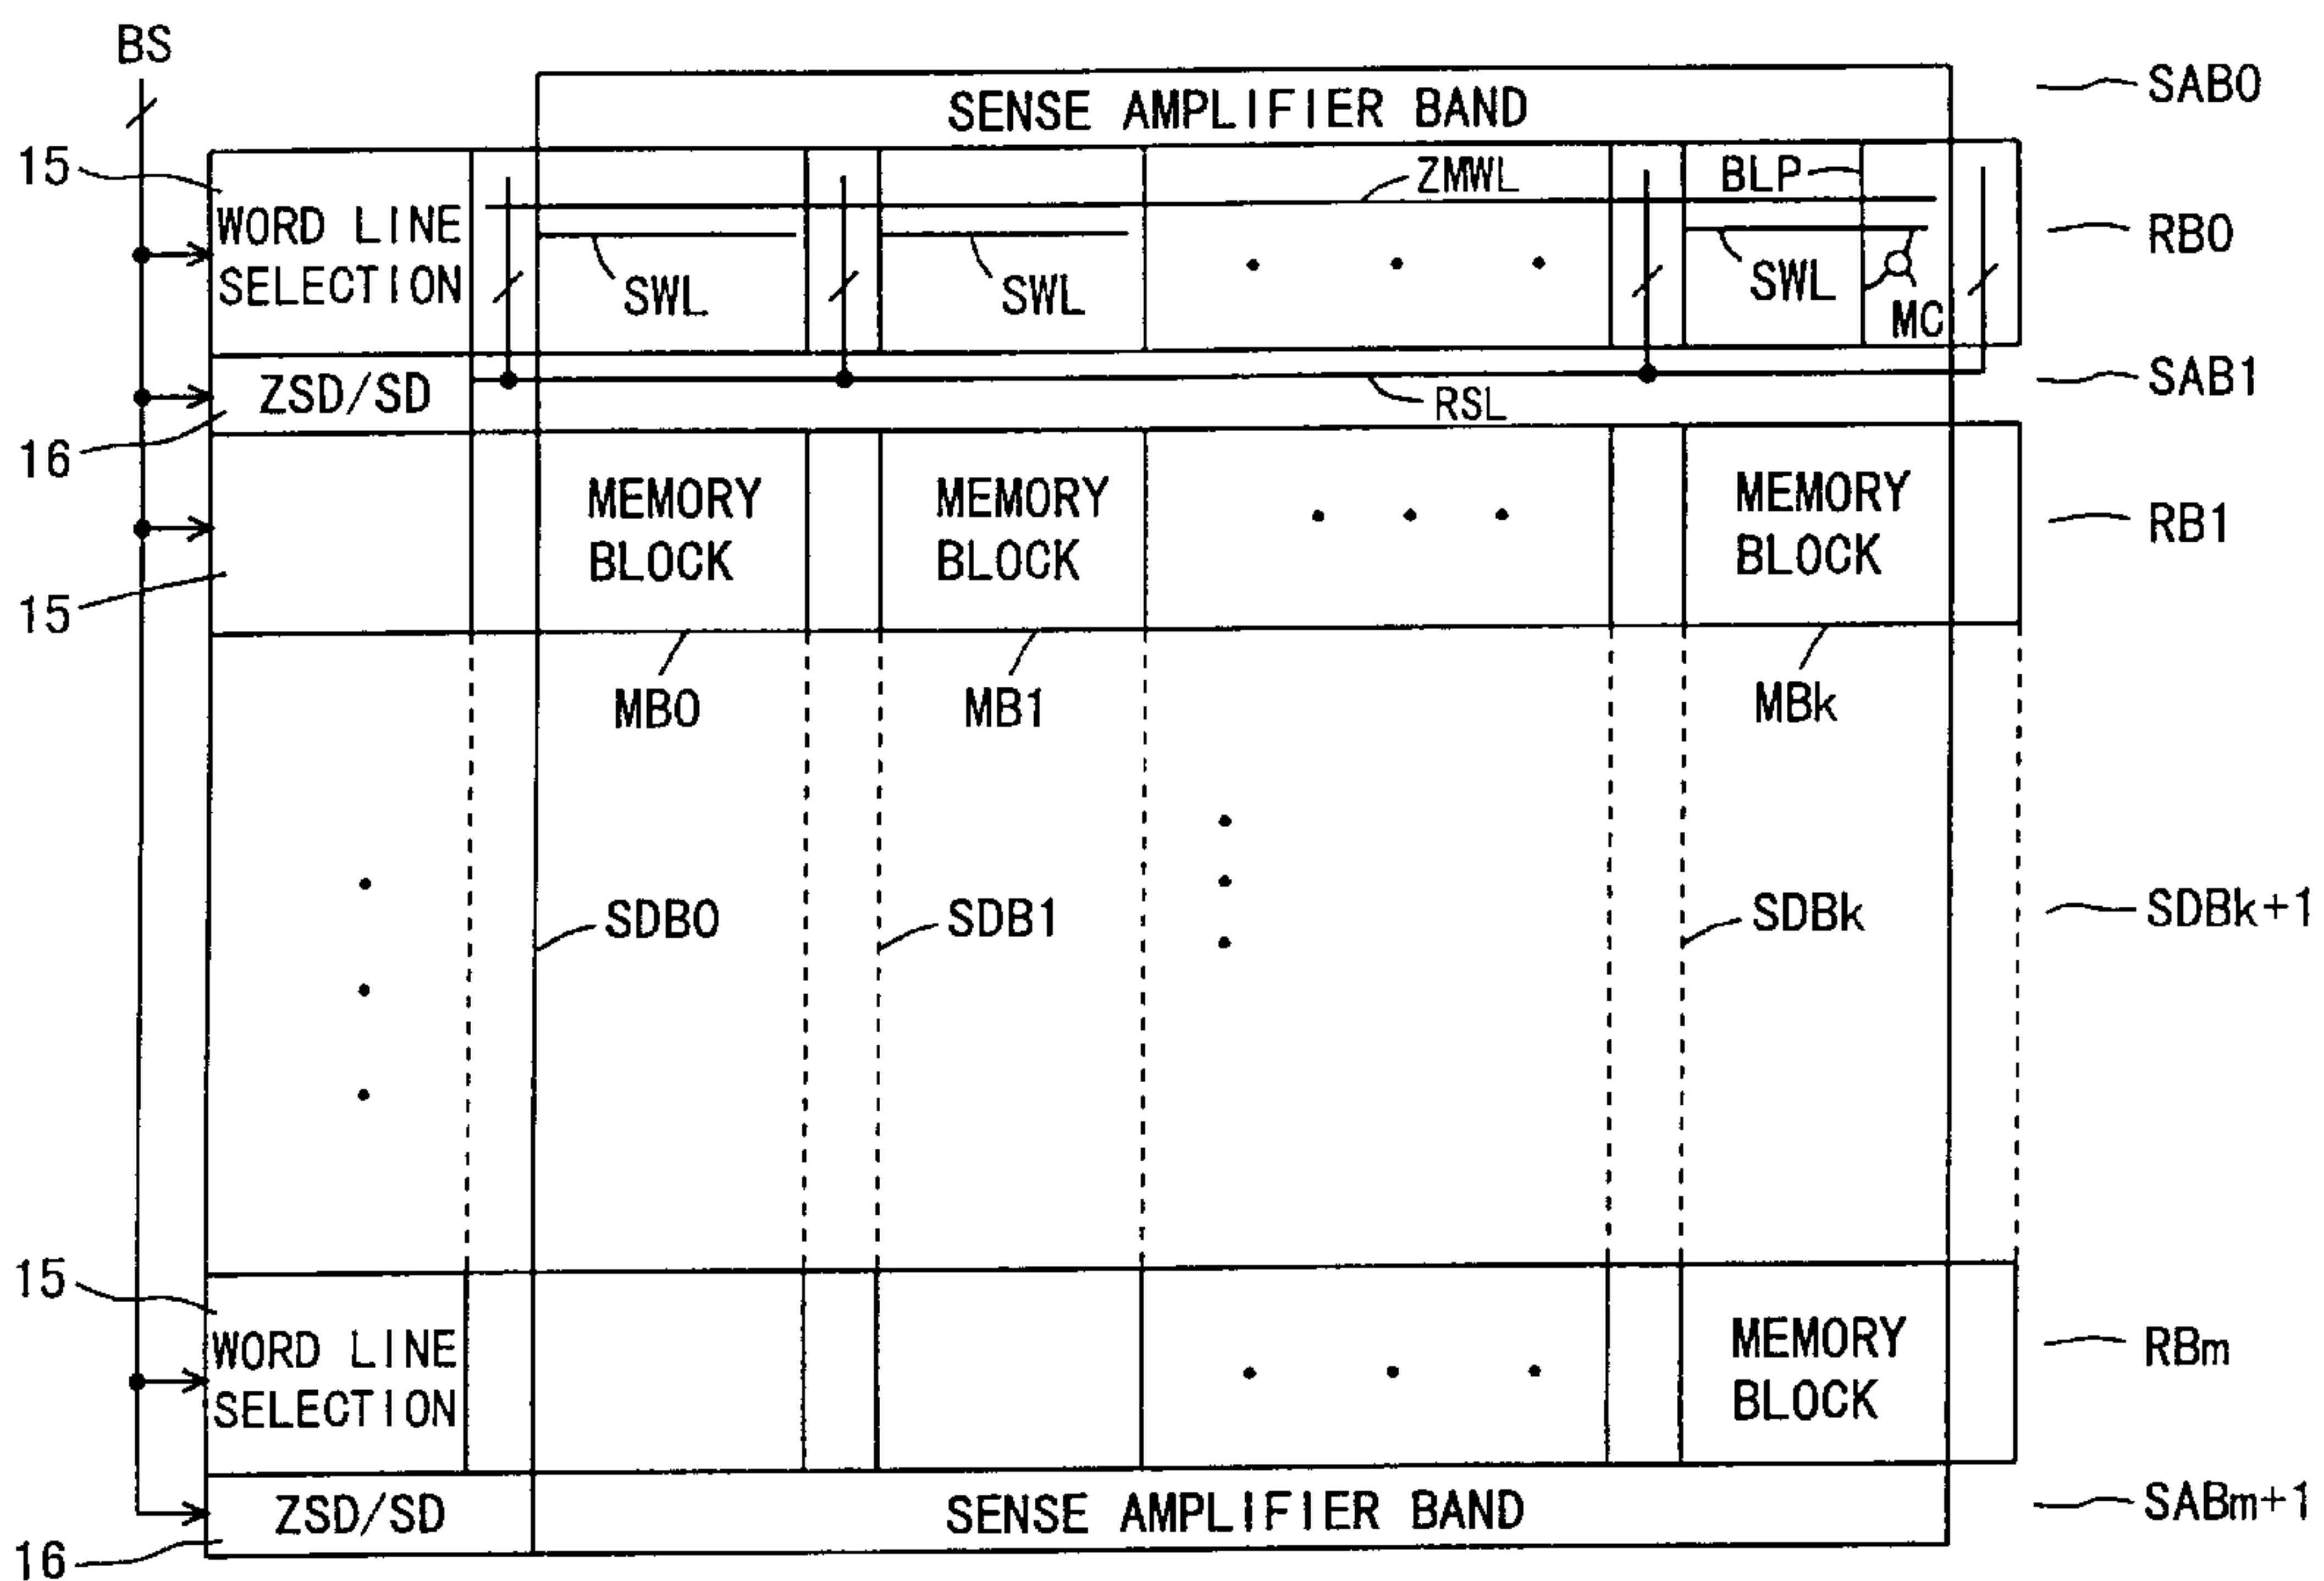 BS
SAB0
SENSE AMPLIFIER BAND
15
ZMWL
BLP
WORD LINE
SELECTION
RB0
SWL
SWL
SWL
MC
ZSD/SD
RSL
SAB1
16
MEMORY
BLOCK
MEMORY
BLOCK
MEMORY
BLOCK
RB1
15
MB0
MB1
MBk
SDB0
SDB1
SDBk
SDBk+1
15
WORD LINE
SELECTION
MEMORY
BLOCK
RBm
ZSD/SD
SENSE AMPLIFIER BAND
SABm+1
16